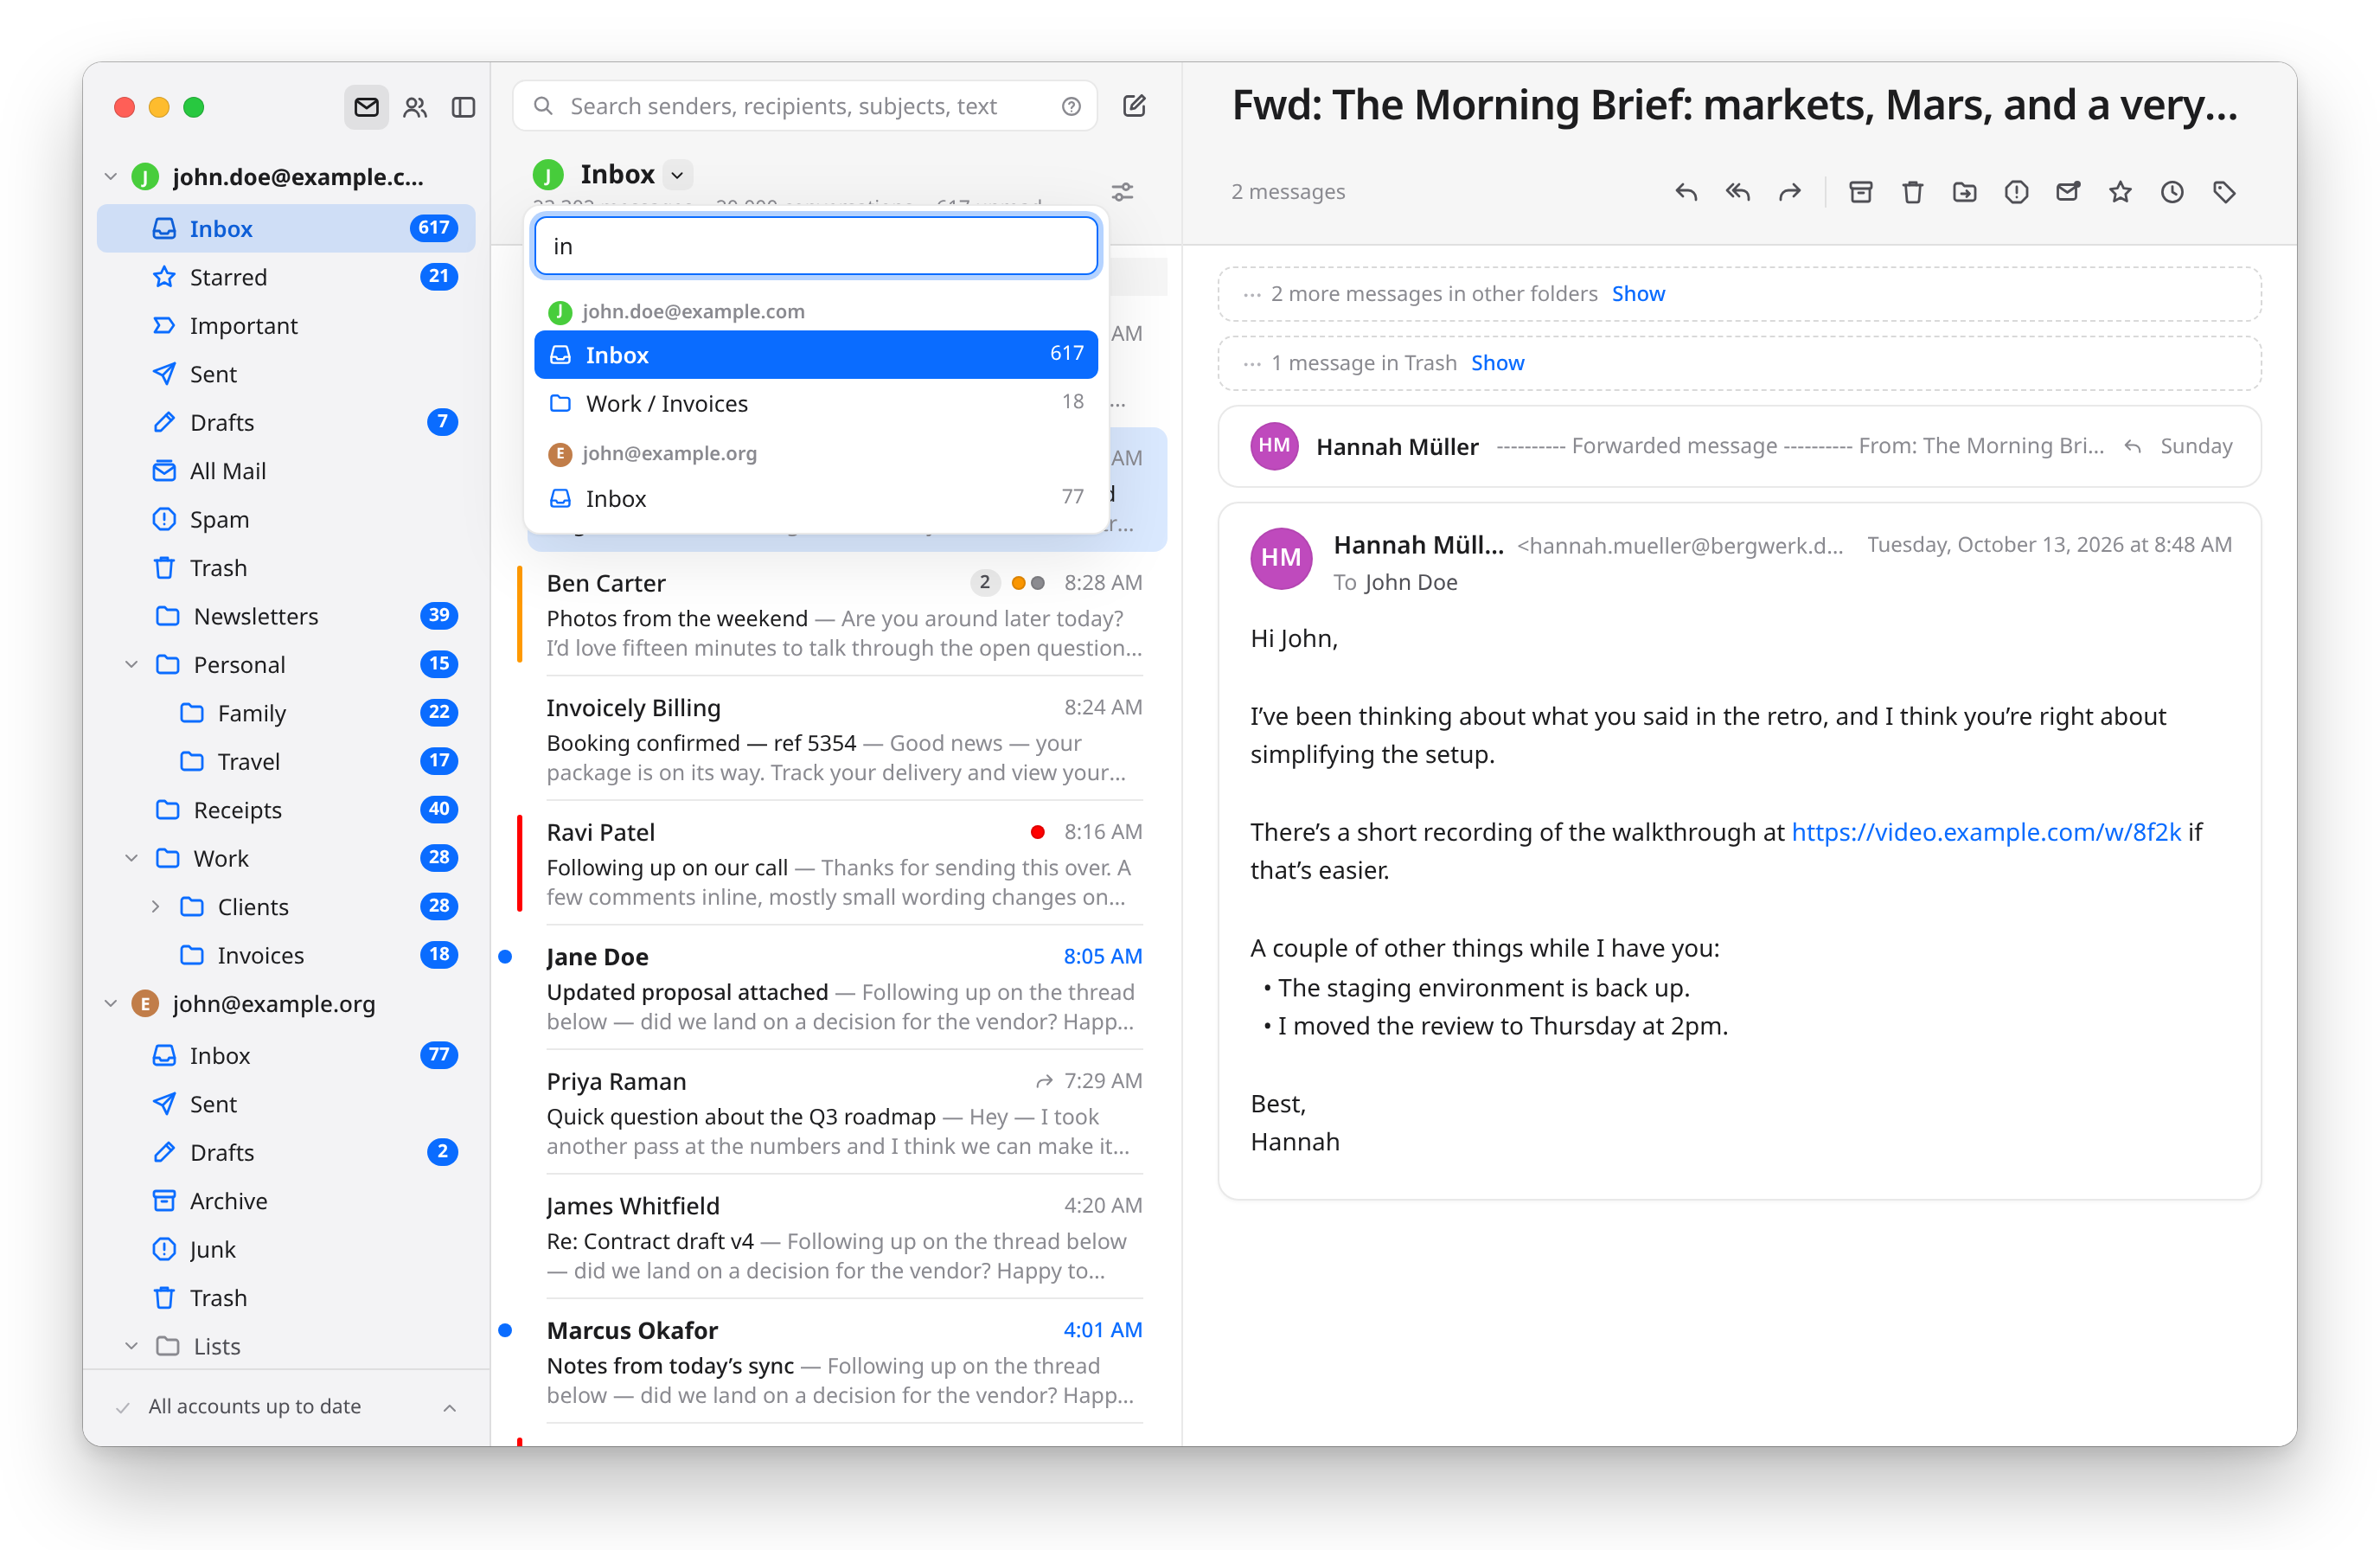 john.doe@example.c...
Inbox 617
Starred 21
Important
Sent
Drafts 7
All Mail
Spam
Trash
Newsletters 39
Personal 15
Family 22
Travel 17
Receipts 40
Work 28
Clients 28
Invoices 18
E john@example.org
Inbox 77
Sent
Drafts 2
Archive
Junk
Trash
Lists
All accounts up to date
Search senders, recipients, subjects, text
J Inbox
in
J john.doe@example.com
Inbox 617
Work / Invoices 18
E john@example.org
Inbox 77
AM
AM
Ben Carter 2 8:28 AM
Photos from the weekend — Are you around later today?
I’d love fifteen minutes to talk through the open question...
Invoicely Billing 8:24 AM
Booking confirmed — ref 5354 — Good news — your
package is on its way. Track your delivery and view your...
Ravi Patel 8:16 AM
Following up on our call — Thanks for sending this over. A
few comments inline, mostly small wording changes on...
Jane Doe 8:05 AM
Updated proposal attached — Following up on the thread
below — did we land on a decision for the vendor? Happ...
Priya Raman 7:29 AM
Quick question about the Q3 roadmap — Hey — I took
another pass at the numbers and I think we can make it...
James Whitfield 4:20 AM
Re: Contract draft v4 — Following up on the thread below
— did we land on a decision for the vendor? Happy to...
Marcus Okafor 4:01 AM
Notes from today’s sync — Following up on the thread
below — did we land on a decision for the vendor? Happ...
Fwd: The Morning Brief: markets, Mars, and a very...
2 messages
2 more messages in other folders Show
1 message in Trash Show
HM Hannah Müller ---------- Forwarded message ---------- From: The Morning Bri... Sunday
HM Hannah Müll... <hannah.mueller@bergwerk.d... Tuesday, October 13, 2026 at 8:48 AM
To John Doe
Hi John,
I’ve been thinking about what you said in the retro, and I think you’re right about
simplifying the setup.
There’s a short recording of the walkthrough at https://video.example.com/w/8f2k if
that’s easier.
A couple of other things while I have you:
• The staging environment is back up.
• I moved the review to Thursday at 2pm.
Best,
Hannah